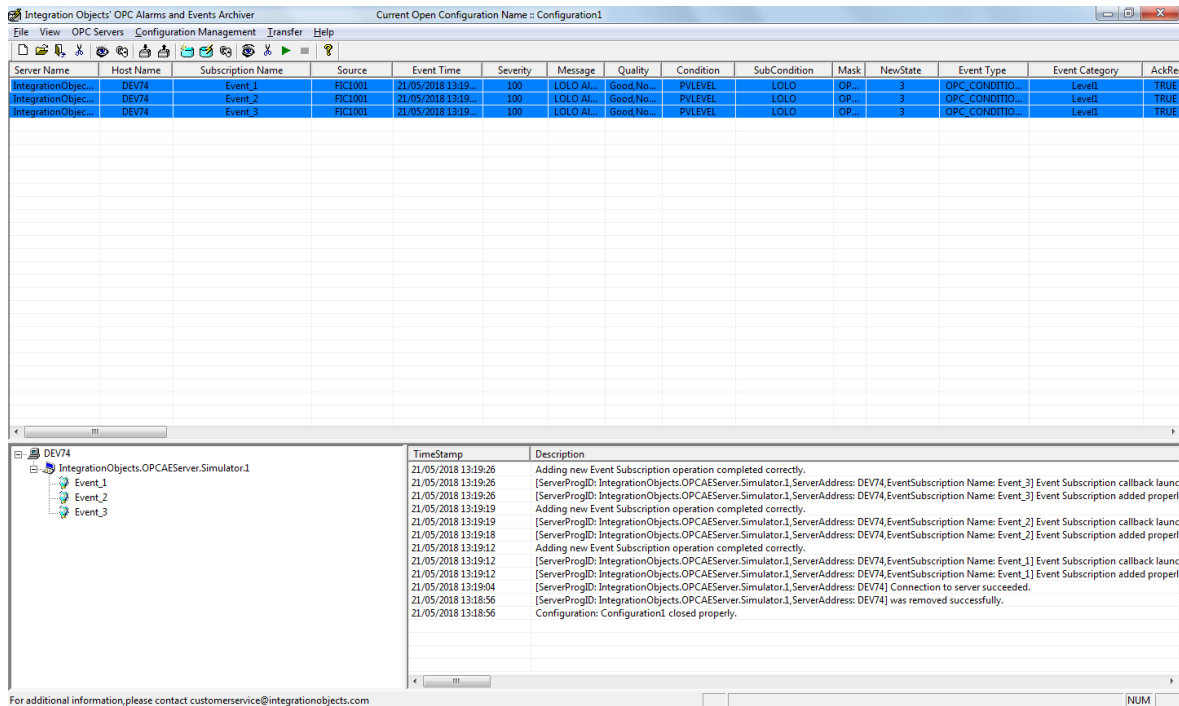 Integration Objects' OPC Alarms and Events Archiver Current Open Configuration Name :: Configuration1
File View OPC Servers Configuration Management Transfer Help
Server Name Host Name Subscription Name Source Event Time Severity Message Quality Condition SubCondition Mask NewState Event Type Event Category AckRe
IntegrationObjec... DEV74 Event_1 FIC1001 21/05/2018 13:19... 100 LOLO Al... Good,No... PVLEVEL LOLO OP... 3 OPC_CONDITIO... Level1 TRUE
IntegrationObjec... DEV74 Event_2 FIC1001 21/05/2018 13:19... 100 LOLO Al... Good,No... PVLEVEL LOLO OP... 3 OPC_CONDITIO... Level1 TRUE
IntegrationObjec... DEV74 Event_3 FIC1001 21/05/2018 13:19... 100 LOLO Al... Good,No... PVLEVEL LOLO OP... 3 OPC_CONDITIO... Level1 TRUE
DEV74
IntegrationObjects.OPCAEServer.Simulator.1
Event_1
Event_2
Event_3
TimeStamp Description
21/05/2018 13:19:26 Adding new Event Subscription operation completed correctly.
21/05/2018 13:19:26 [ServerProgID: IntegrationObjects.OPCAEServer.Simulator.1,ServerAddress: DEV74,EventSubscription Name: Event_3] Event Subscription callback launc
21/05/2018 13:19:26 [ServerProgID: IntegrationObjects.OPCAEServer.Simulator.1,ServerAddress: DEV74,EventSubscription Name: Event_3] Event Subscription added properl
21/05/2018 13:19:19 Adding new Event Subscription operation completed correctly.
21/05/2018 13:19:19 [ServerProgID: IntegrationObjects.OPCAEServer.Simulator.1,ServerAddress: DEV74,EventSubscription Name: Event_2] Event Subscription callback launc
21/05/2018 13:19:18 [ServerProgID: IntegrationObjects.OPCAEServer.Simulator.1,ServerAddress: DEV74,EventSubscription Name: Event_2] Event Subscription added properl
21/05/2018 13:19:12 Adding new Event Subscription operation completed correctly.
21/05/2018 13:19:12 [ServerProgID: IntegrationObjects.OPCAEServer.Simulator.1,ServerAddress: DEV74,EventSubscription Name: Event_1] Event Subscription callback launc
21/05/2018 13:19:12 [ServerProgID: IntegrationObjects.OPCAEServer.Simulator.1,ServerAddress: DEV74,EventSubscription Name: Event_1] Event Subscription added properl
21/05/2018 13:19:04 [ServerProgID: IntegrationObjects.OPCAEServer.Simulator.1,ServerAddress: DEV74] Connection to server succeeded.
21/05/2018 13:18:56 [ServerProgID: IntegrationObjects.OPCAEServer.Simulator.1,ServerAddress: DEV74] was removed successfully.
21/05/2018 13:18:56 Configuration: Configuration1 closed properly.
For additional information,please contact customerservice@integrationobjects.com NUM